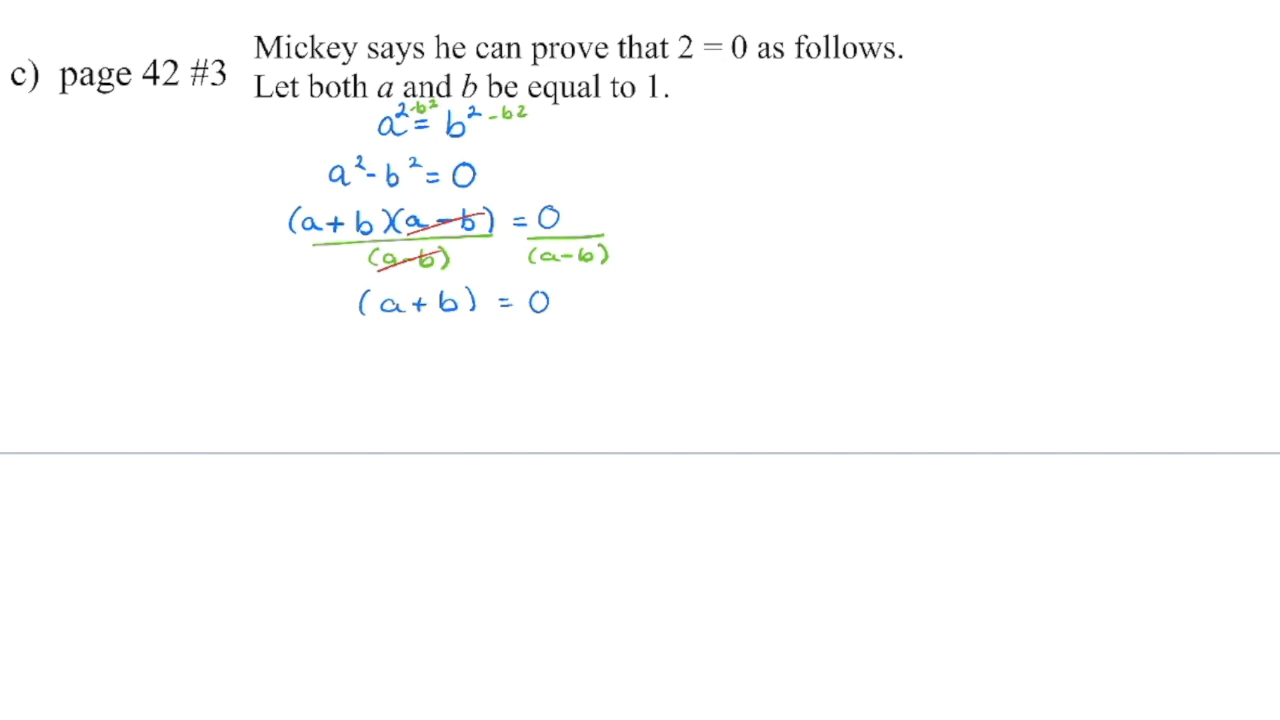 c) page 42 #3
Mickey says he can prove that 2 = 0 as follows.
Let both a and b be equal to 1.
a² -b² = b² -b2
a² - b² = 0
(a + b)(a - b) = 0
(a-b) (a-b)
(a + b) = 0